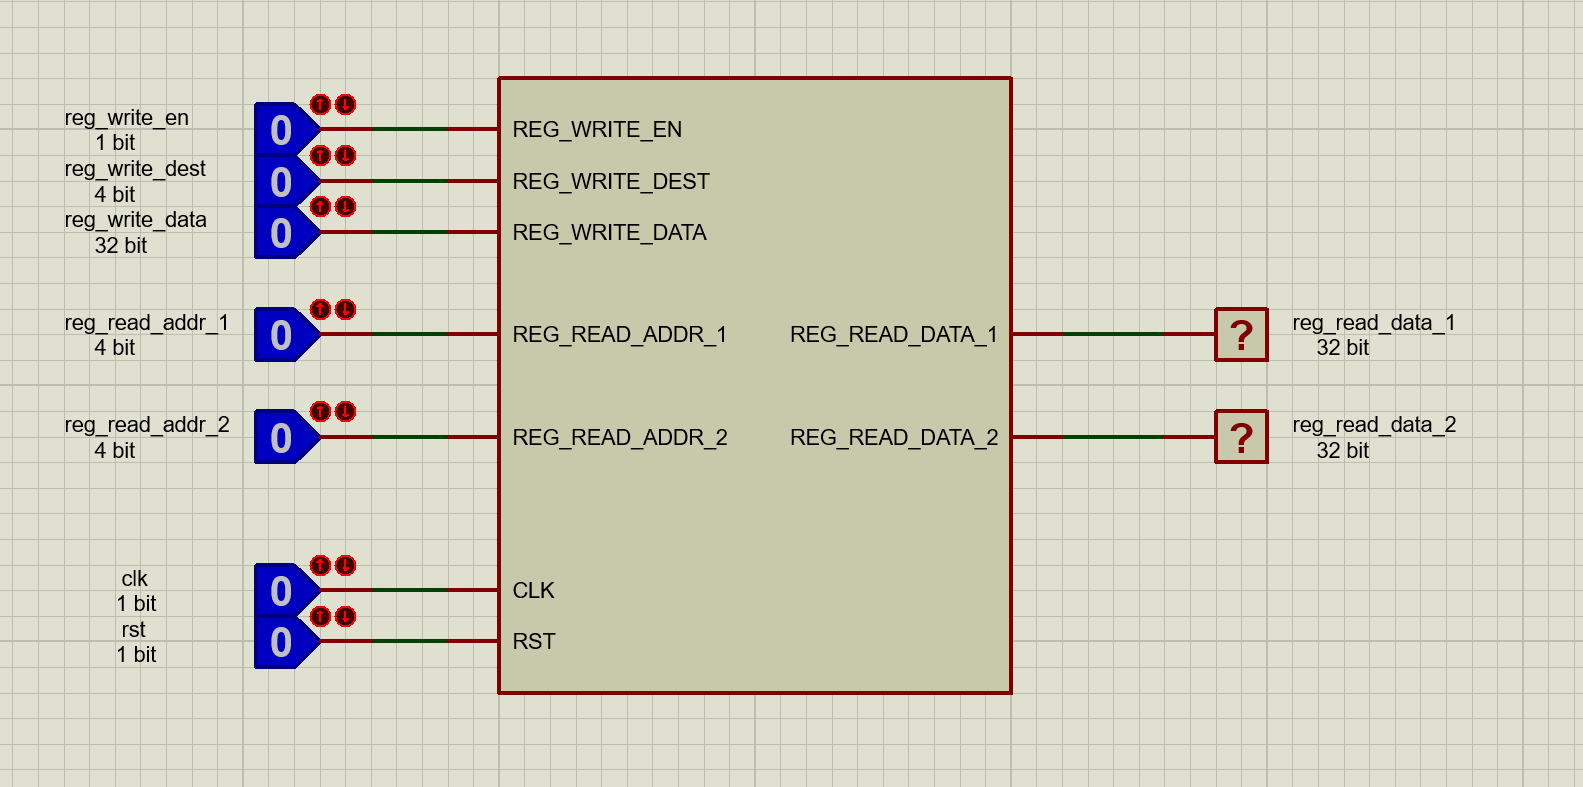 reg_write_en
1 bit
0
REG_WRITE_EN
reg_write_dest
4 bit
0
REG_WRITE_DEST
reg_write_data
32 bit
0
REG_WRITE_DATA
reg_read_addr_1
4 bit
0
REG_READ_ADDR_1
REG_READ_DATA_1
?
reg_read_data_1
32 bit
reg_read_addr_2
4 bit
0
REG_READ_ADDR_2
REG_READ_DATA_2
?
reg_read_data_2
32 bit
clk
1 bit
0
CLK
rst
1 bit
0
RST